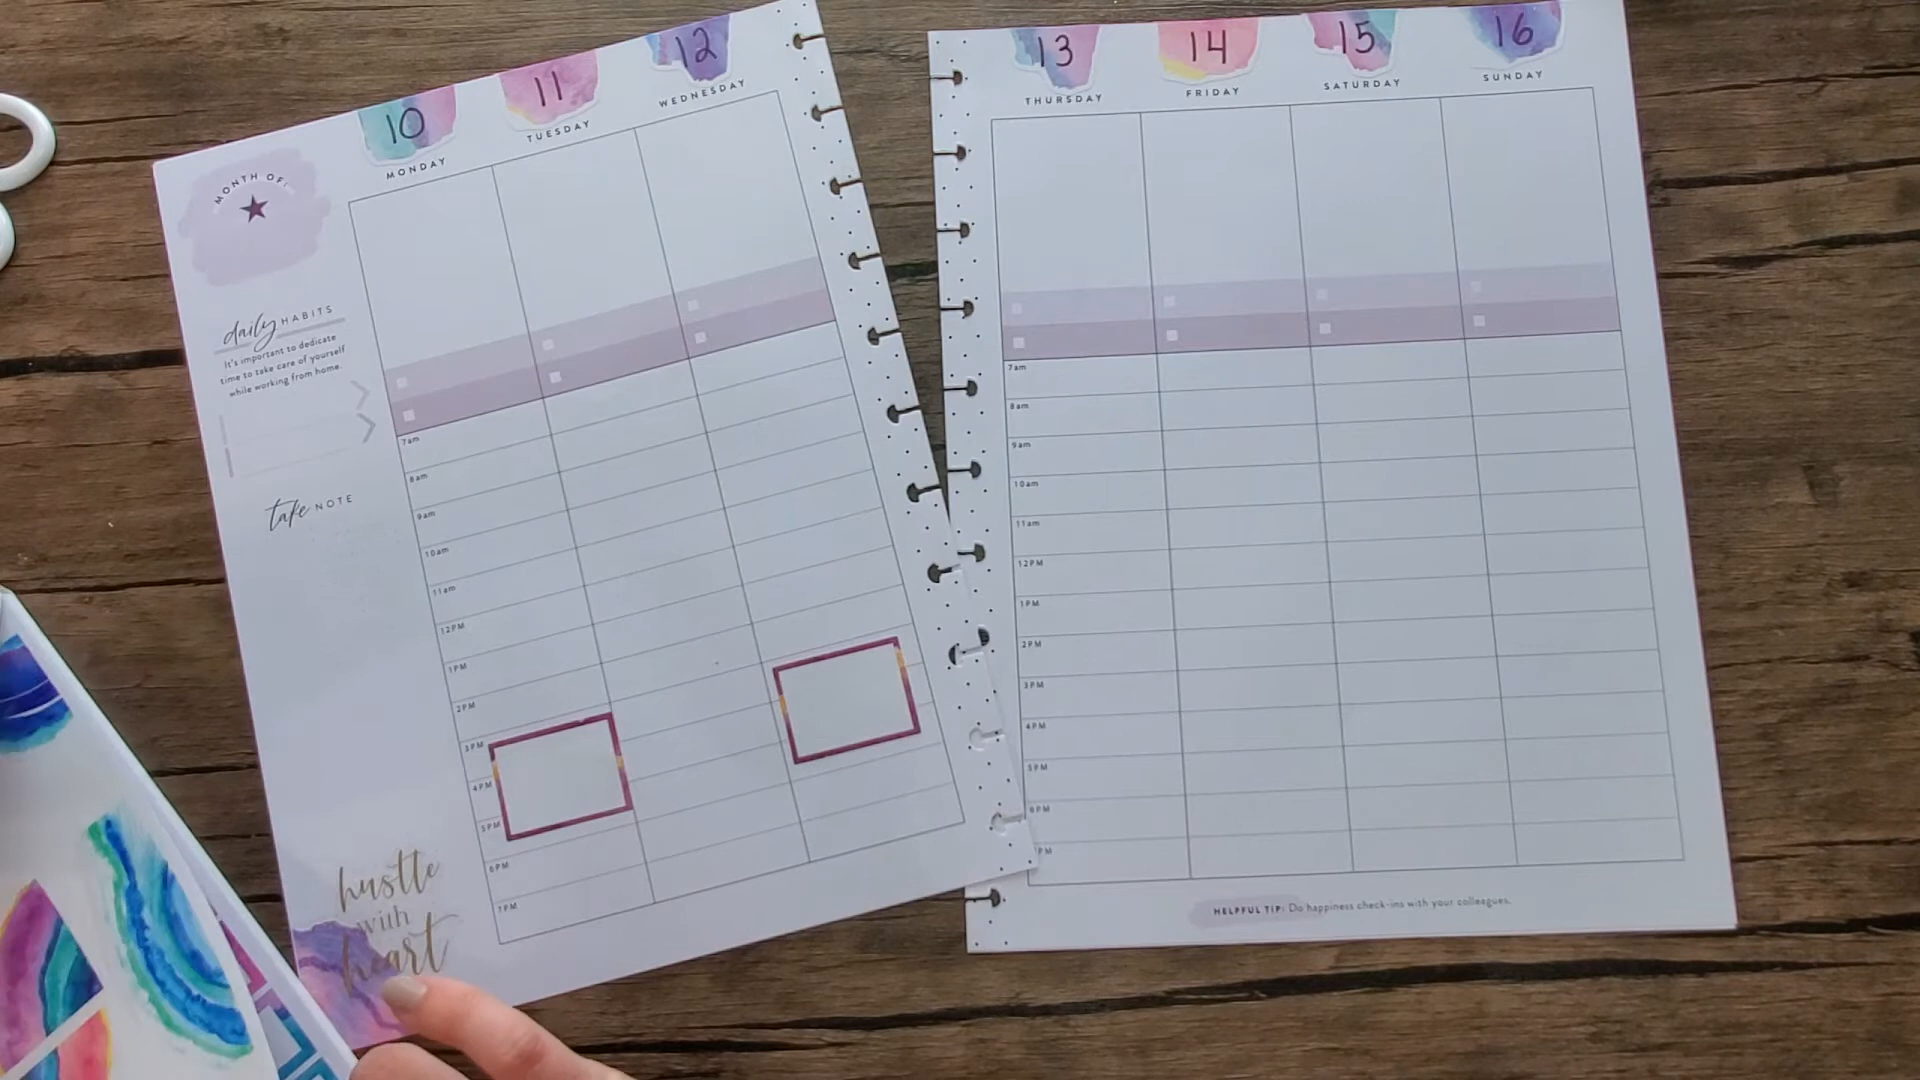 10
11
12
MONDAY
TUESDAY
WEDNESDAY
MONTH OF:
daily HABITS
It's important to dedicate
time to take care of yourself
while working from home.
take NOTE
7am
8am
9am
10am
11am
12PM
1PM
2PM
3PM
4PM
5PM
6PM
7PM
hustle
with
heart
13
14
15
16
THURSDAY
FRIDAY
SATURDAY
SUNDAY
7am
8am
9am
10am
11am
12PM
1PM
2PM
3PM
4PM
5PM
6PM
PM
HELPFUL TIP: Do happiness check-ins with your colleagues.